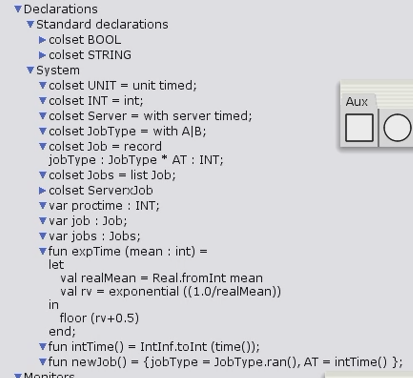 Declarations
Standard declarations
colset BOOL
colset STRING
System
colset UNIT = unit timed;
colset INT = int;
colset Server = with server timed;
colset JobType = with A|B;
colset Job = record
jobType : JobType * AT : INT;
colset Jobs = list Job;
colset ServerxJob
var proctime : INT;
var job : Job;
var jobs : Jobs;
fun expTime (mean : int) =
let
val realMean = Real.fromInt mean
val rv = exponential ((1.0/realMean))
in
floor (rv+0.5)
end;
fun intTime() = IntInf.toInt (time());
fun newJob() = {jobType = JobType.ran(), AT = intTime() };
Monitors
Aux